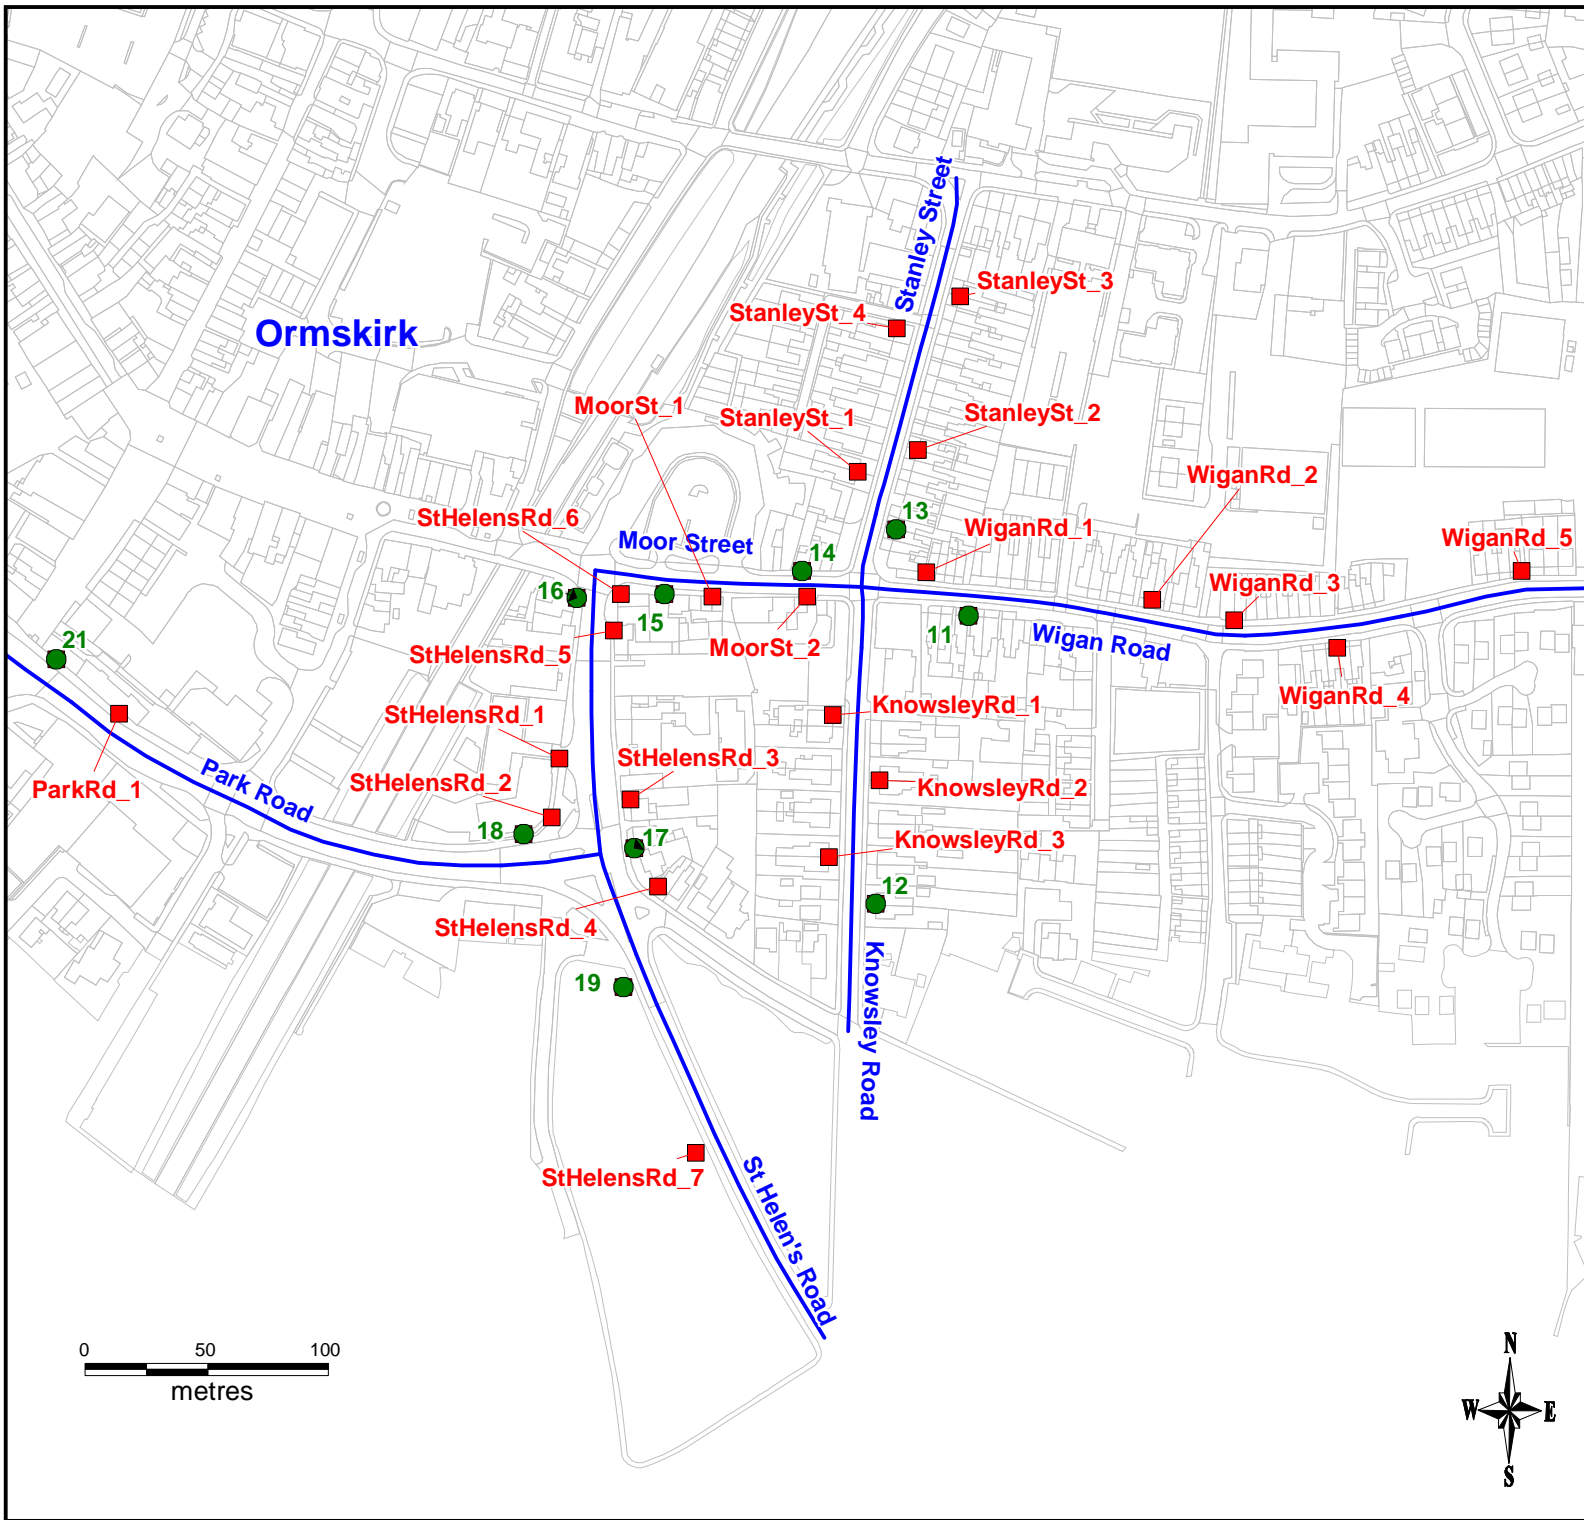 Stanley Street
StanleySt_3
StanleySt_4
Ormskirk
MoorSt_1
StanleySt_1
StanleySt_2
WiganRd_2
StHelensRd_6
13
WiganRd_1
WiganRd_5
Moor Street
14
16
15
WiganRd_3
11
Wigan Road
21
StHelensRd_5
MoorSt_2
WiganRd_4
StHelensRd_1
KnowsleyRd_1
StHelensRd_3
ParkRd_1
Park Road
StHelensRd_2
KnowsleyRd_2
18
17
KnowsleyRd_3
12
StHelensRd_4
19
Knowsley Road
StHelensRd_7
St Helen's Road
0 50 100
metres
N
W E
S